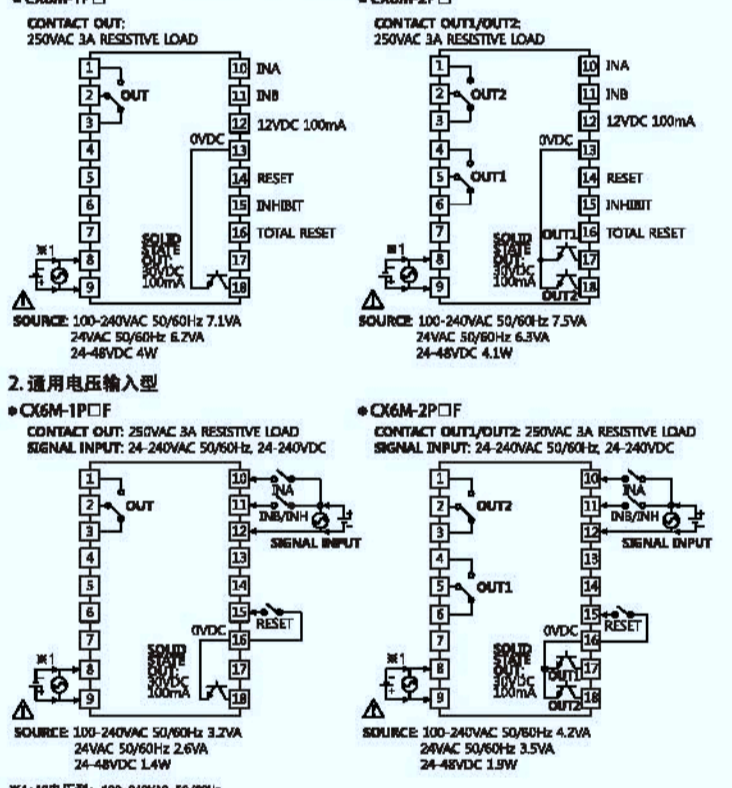 CONTACT OUT:
250VAC 3A RESISTIVE LOAD
1
2
3
4
5
6
7
8
9
OUT
※1
10 INA
11 INB
12 12VDC 100mA
0VDC 13
14 RESET
15 INHIBIT
16 TOTAL RESET
17
18
SOLID
STATE
OUT:
30VDC
100mA
SOURCE: 100-240VAC 50/60Hz 7.1VA
24VAC 50/60Hz 6.2VA
24-48VDC 4W
CONTACT OUT1/OUT2:
250VAC 3A RESISTIVE LOAD
1
2
3
4
5
6
7
8
9
OUT2
OUT1
※1
10 INA
11 INB
12 12VDC 100mA
0VDC 13
14 RESET
15 INHIBIT
OUT1 16 TOTAL RESET
17
18
OUT2
SOLID
STATE
OUT:
30VDC
100mA
SOURCE: 100-240VAC 50/60Hz 7.5VA
24VAC 50/60Hz 6.3VA
24-48VDC 4.1W
2. 通用电压输入型
● CX6M-1P□F
CONTACT OUT: 250VAC 3A RESISTIVE LOAD
SIGNAL INPUT: 24-240VAC 50/60Hz, 24-240VDC
1
2
3
4
5
6
7
8
9
OUT
※1
10
INA
11
INB/INH
12
SIGNAL INPUT
13
14
15
RESET
0VDC 16
17
18
SOLID
STATE
OUT:
30VDC
100mA
SOURCE: 100-240VAC 50/60Hz 3.2VA
24VAC 50/60Hz 2.6VA
24-48VDC 1.4W
● CX6M-2P□F
CONTACT OUT1/OUT2: 250VAC 3A RESISTIVE LOAD
SIGNAL INPUT: 24-240VAC 50/60Hz, 24-240VDC
1
2
3
4
5
6
7
8
9
OUT2
OUT1
※1
10
INA
11
INB/INH
12
SIGNAL INPUT
13
14
15
RESET
0VDC 16
17
OUT1
18
OUT2
SOLID
STATE
OUT:
30VDC
100mA
SOURCE: 100-240VAC 50/60Hz 4.2VA
24VAC 50/60Hz 3.5VA
24-48VDC 1.9W